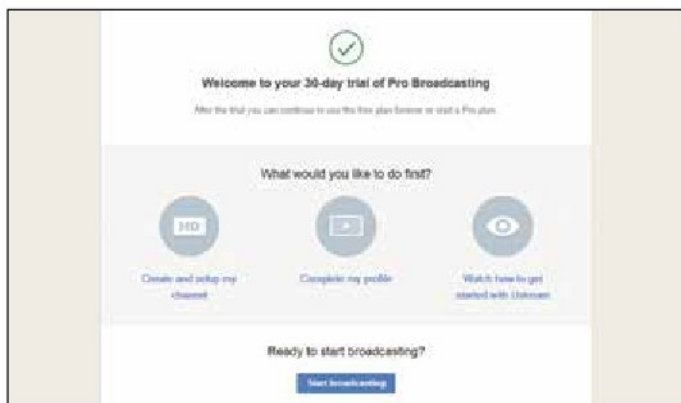 Welcome to your 30-day trial of Pro Broadcasting
After the trial you can continue to use the free plan forever or start a Pro plan.
What would you like to do first?
HD
Create and setup my
channel
Complete my profile
Watch how to get
started with Ustream
Ready to start broadcasting?
Start broadcasting